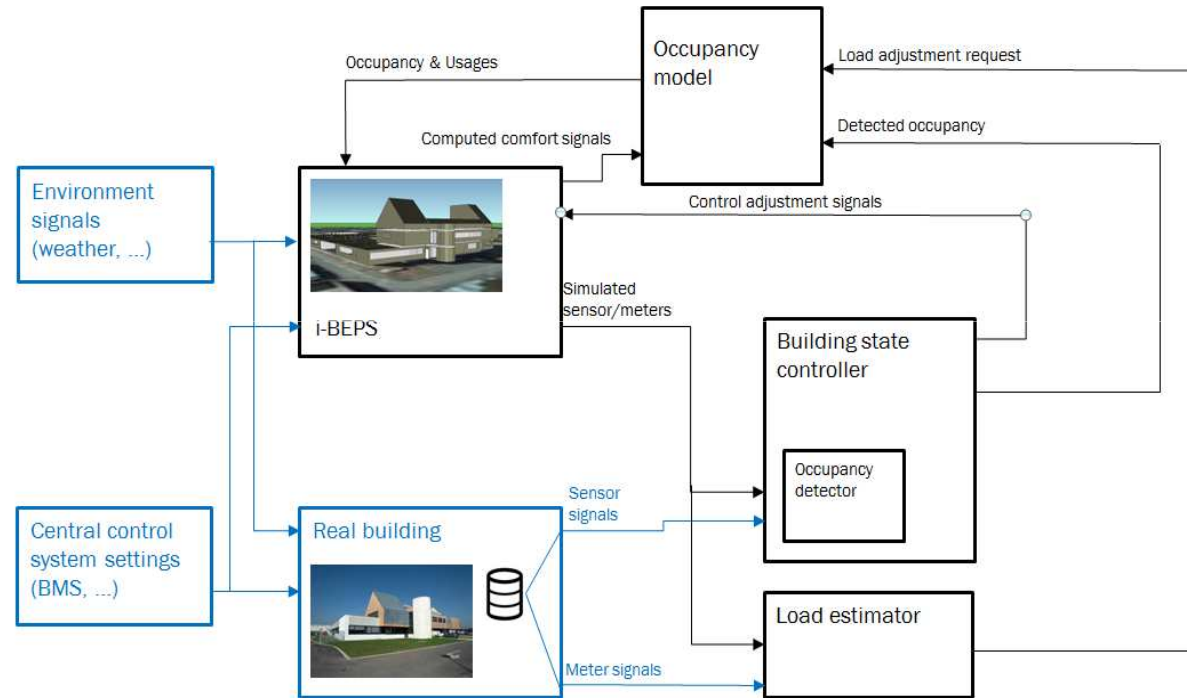 Occupancy
model
Occupancy & Usages
Load adjustment request
Computed comfort signals
Detected occupancy
Environment
signals
(weather, ...)
Control adjustment signals
i-BEPS
Simulated
sensor/meters
Building state
controller
Occupancy
detector
Central control
system settings
(BMS, ...)
Real building
Sensor
signals
Meter signals
Load estimator